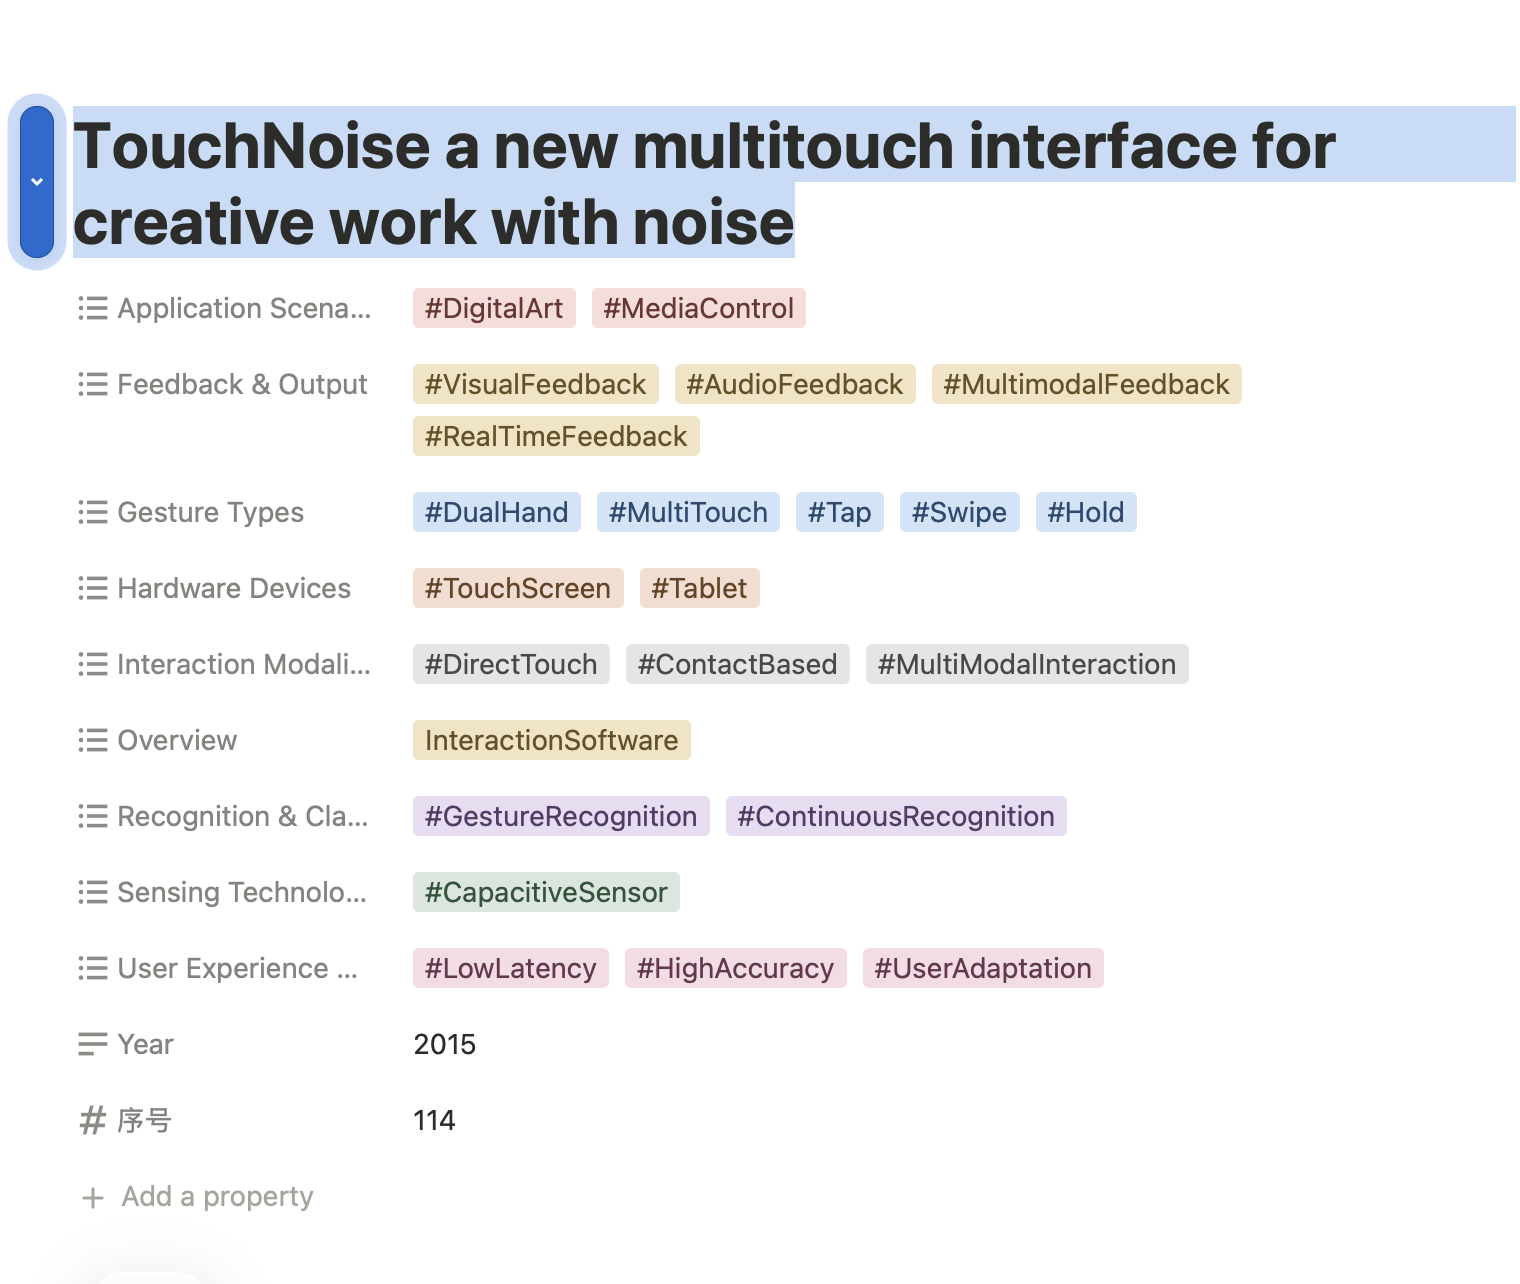 TouchNoise a new multitouch interface for
creative work with noise
Application Scena... #DigitalArt #MediaControl
Feedback & Output #VisualFeedback #AudioFeedback #MultimodalFeedback
#RealTimeFeedback
Gesture Types #DualHand #MultiTouch #Tap #Swipe #Hold
Hardware Devices #TouchScreen #Tablet
Interaction Modali... #DirectTouch #ContactBased #MultiModalInteraction
Overview InteractionSoftware
Recognition & Cla... #GestureRecognition #ContinuousRecognition
Sensing Technolo... #CapacitiveSensor
User Experience ... #LowLatency #HighAccuracy #UserAdaptation
Year 2015
# 序号 114
+ Add a property